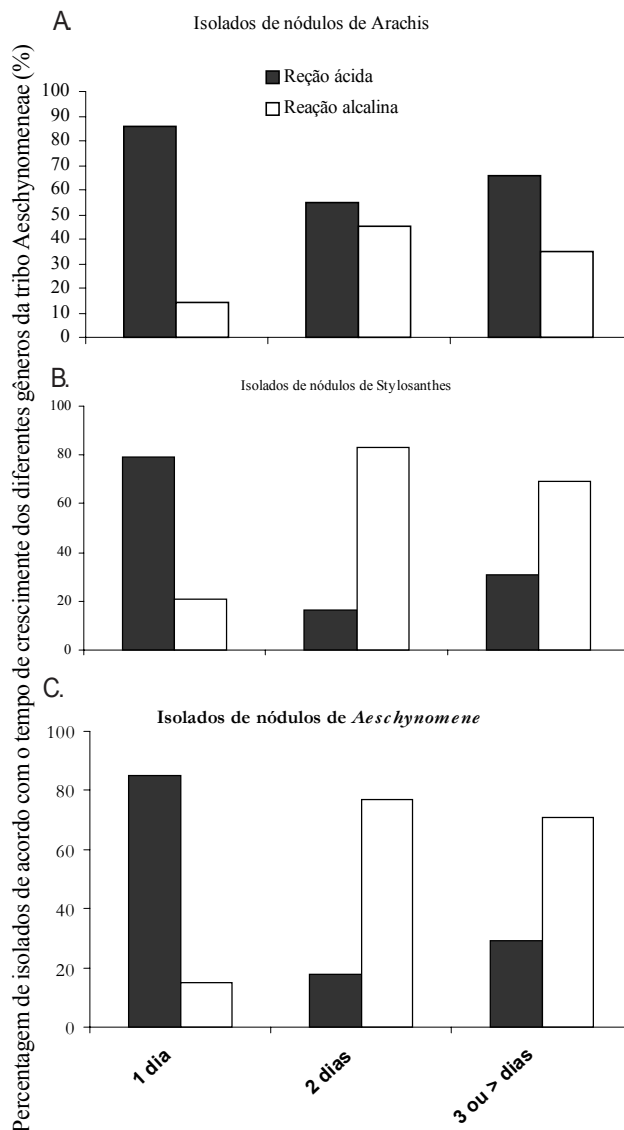 Percentagem de isolados de acordo com o tempo de crescimente dos diferentes gêneros da tribo Aeschynomeneae (%)
A.
Isolados de nódulos de Arachis
Reção ácida
Reação alcalina
100
90
80
70
60
50
40
30
20
10
0
B.
Isolados de nódulos de Stylosanthes
100
80
60
40
20
0
C.
Isolados de nódulos de Aeschynomene
100
80
60
40
20
0
1 dia
2 dias
3 ou > dias